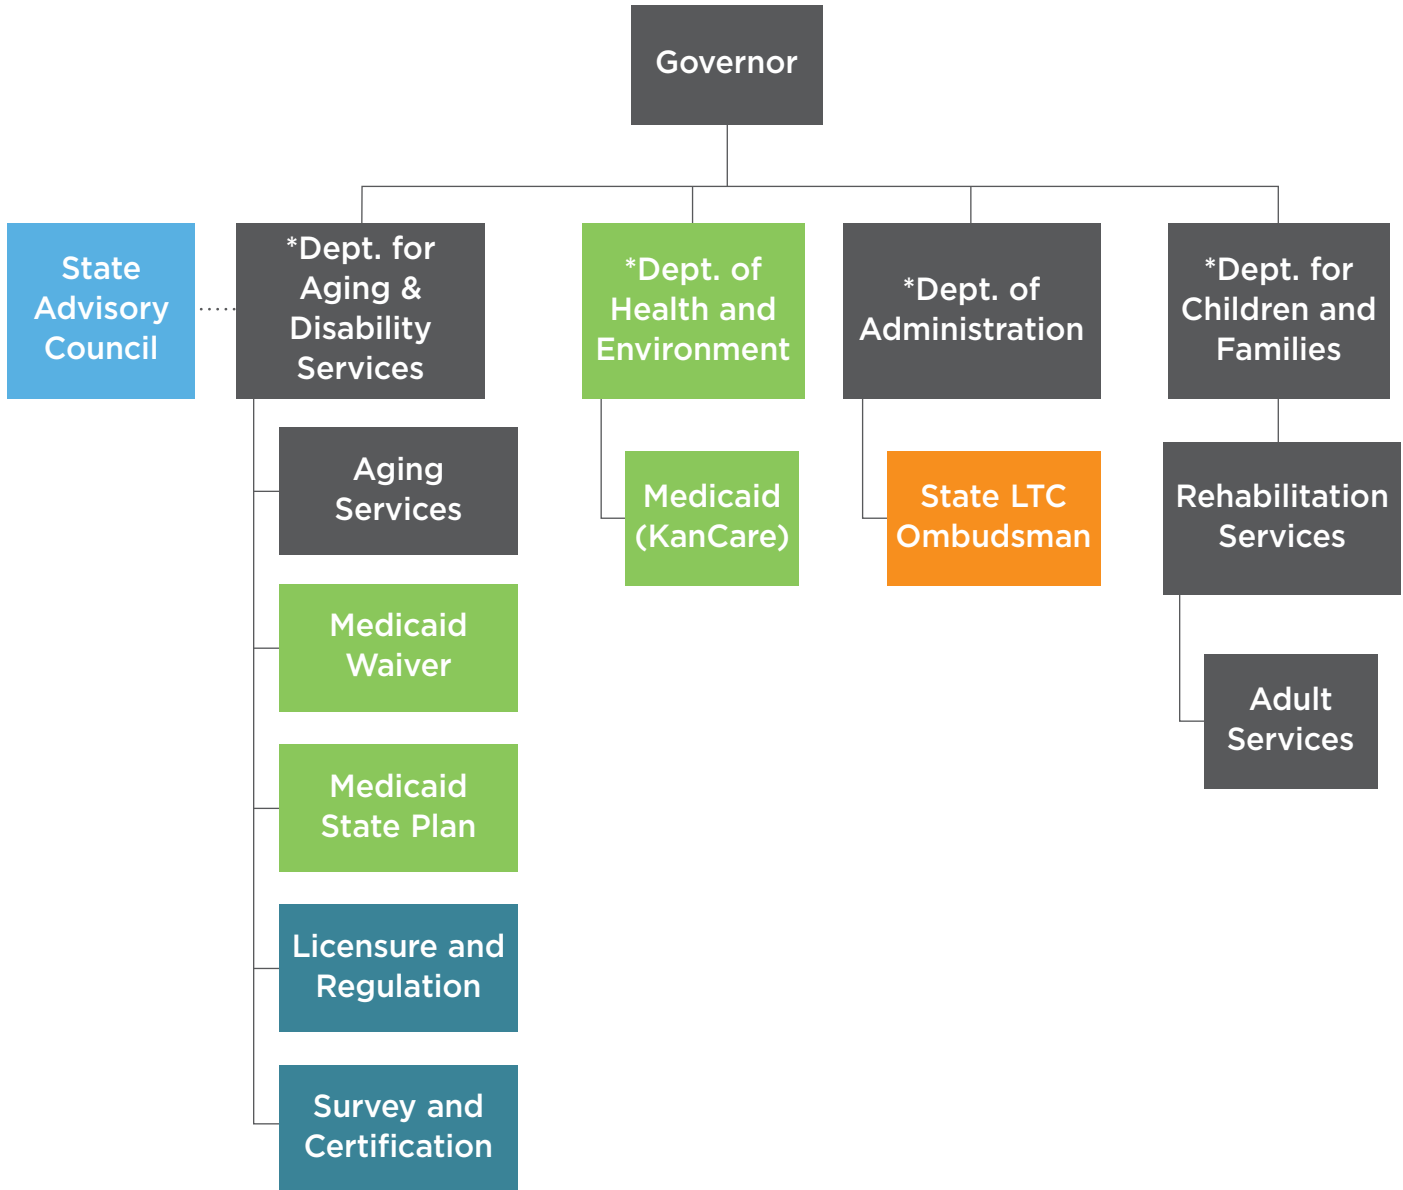 Governor
State
Advisory
Council
*Dept. for
Aging &
Disability
Services
*Dept. of
Health and
Environment
*Dept. of
Administration
*Dept. for
Children and
Families
Aging
Services
Medicaid
Waiver
Medicaid
State Plan
Licensure and
Regulation
Survey and
Certification
Medicaid
(KanCare)
State LTC
Ombudsman
Rehabilitation
Services
Adult
Services